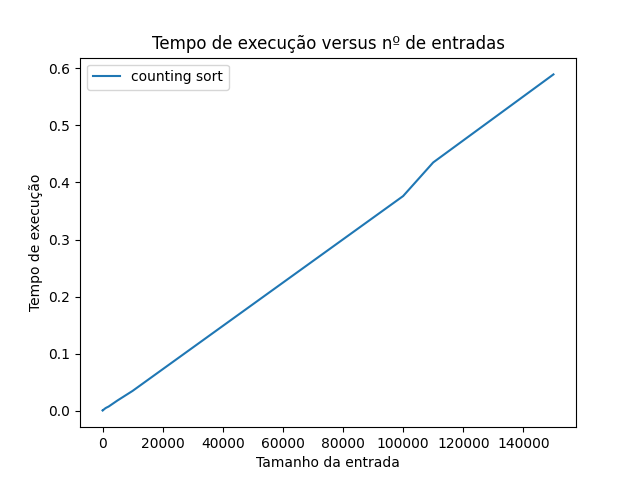 Tempo de execução versus nº de entradas
counting sort
Tempo de execução
0.6
0.5
0.4
0.3
0.2
0.1
0.0
0 20000 40000 60000 80000 100000 120000 140000
Tamanho da entrada